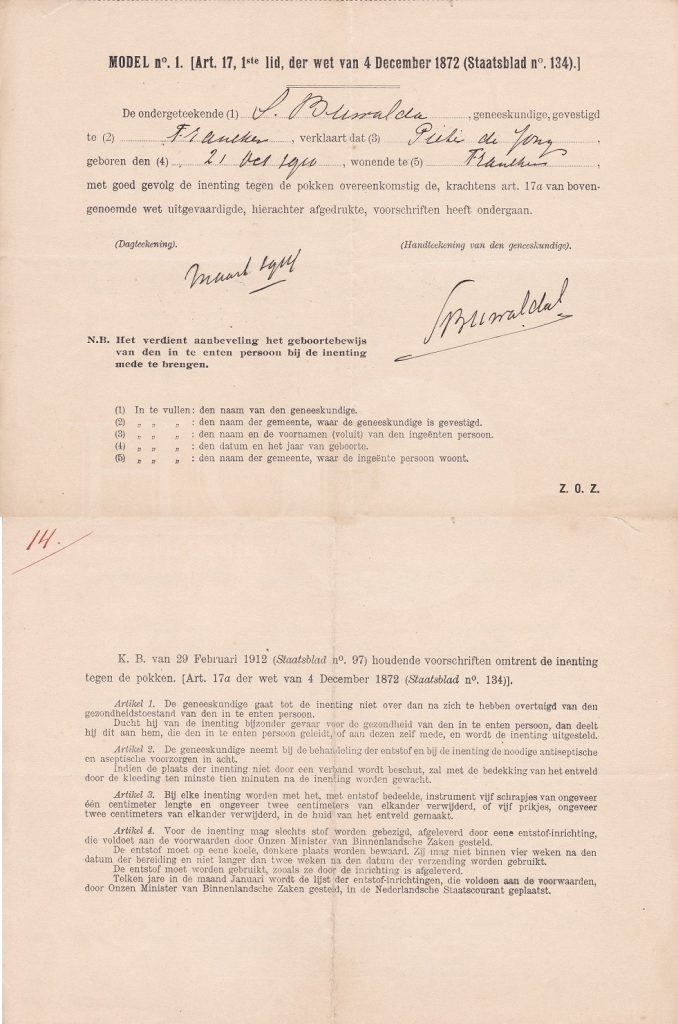 MODEL nº. 1. [Art. 17, 1ste lid, der wet van 4 December 1872 (Staatsblad nº. 134).]
De ondergeteekende (1) S. Buwalda, geneeskundige, gevestigd
te (2) Franeker, verklaart dat (3) Pieter de Jong
geboren den (4) 21 Oct 1910, wonende te (5) Franeker,
met goed gevolg de inenting tegen de pokken overeenkomstig de, krachtens art. 17a van boven-
genoemde wet uitgevaardigde, hierachter afgedrukte, voorschriften heeft ondergaan.
(Dagteekening).
(Handteekening van den geneeskundige).
Maart 1914
SBuwalda
N.B. Het verdient aanbeveling het geboortebewijs
van den in te enten persoon bij de inenting
mede te brengen.
(1) In te vullen: den naam van den geneeskundige.
(2) „ „ „ : den naam der gemeente, waar de geneeskundige is gevestigd.
(3) „ „ „ : den naam en de voornamen (voluit) van den ingeënten persoon.
(4) „ „ „ : den datum en het jaar van geboorte.
(5) „ „ „ : den naam der gemeente, waar de ingeënte persoon woont.
Z. O. Z.
14.
K. B. van 29 Februari 1912 (Staatsblad nº. 97) houdende voorschriften omtrent de inenting
tegen de pokken. [Art. 17a der wet van 4 December 1872 (Staatsblad nº. 134)].
Artikel 1. De geneeskundige gaat tot de inenting niet over dan na zich te hebben overtuigd van den
gezondheidstoestand van den in te enten persoon.
Ducht hij van de inenting bijzonder gevaar voor de gezondheid van den in te enten persoon, dan deelt
hij dit aan hem, die den in te enten persoon geleidt, of aan dezen zelf mede, en wordt de inenting uitgesteld.
Artikel 2. De geneeskundige neemt bij de behandeling der entstof en bij de inenting de noodige antiseptische
en aseptische voorzorgen in acht.
Indien de plaats der inenting niet door een verband wordt beschut, zal met de bedekking van het entveld
door de kleeding ten minste tien minuten na de inenting worden gewacht.
Artikel 3. Bij elke inenting worden met het, met entstof bedeelde, instrument vijf schrapjes van ongeveer
één centimeter lengte en ongeveer twee centimeters van elkander verwijderd, of vijf prikjes, ongeveer
twee centimeters van elkander verwijderd, in de huid van het entveld gemaakt.
Artikel 4. Voor de inenting mag slechts stof worden gebezigd, afgeleverd door eene entstof-inrichting,
die voldoet aan de voorwaarden door Onzen Minister van Binnenlandsche Zaken gesteld.
De entstof moet op eene koele, donkere plaats worden bewaard. Zij mag niet binnen vier weken na den
datum der bereiding en niet langer dan twee weken na den datum der verzending worden gebruikt.
De entstof moet worden gebruikt, zooals ze door de inrichting is afgeleverd.
Telken jare in de maand Januari wordt de lijst der entstof-inrichtingen, die voldoen aan de voorwaarden,
door Onzen Minister van Binnenlandsche Zaken gesteld, in de Nederlandsche Staatscourant geplaatst.